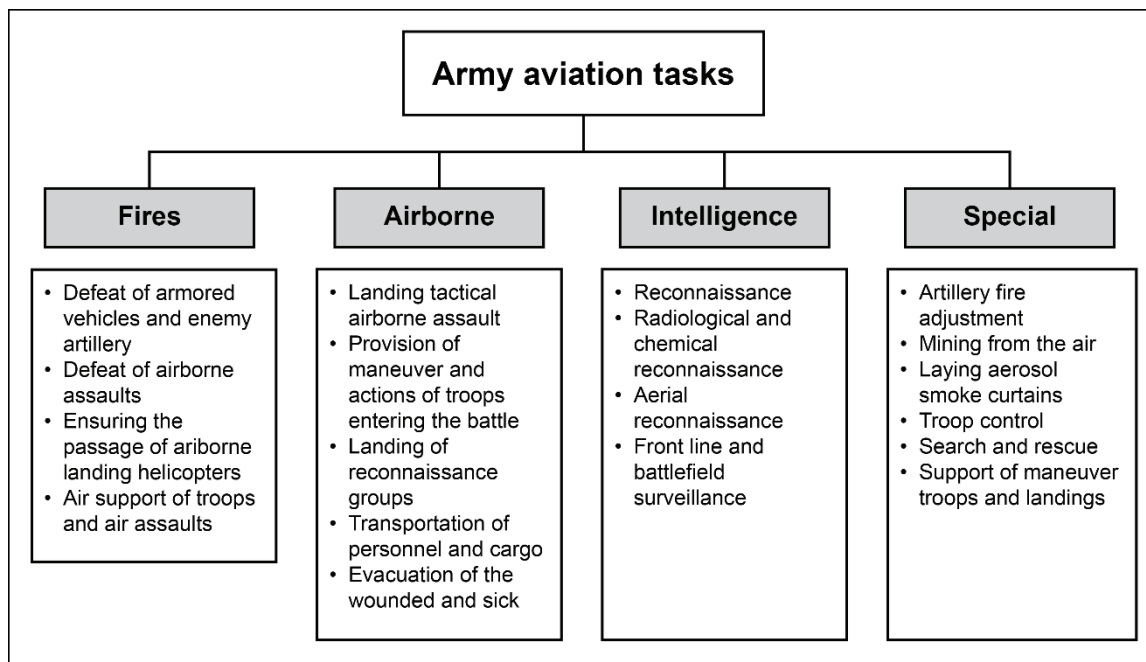 Army aviation tasks
Fires
• Defeat of armored
vehicles and enemy
artillery
• Defeat of airborne
assaults
• Ensuring the
passage of ariborne
landing helicopters
• Air support of troops
and air assaults
Airborne
• Landing tactical
airborne assault
• Provision of
maneuver and
actions of troops
entering the battle
• Landing of
reconnaissance
groups
• Transportation of
personnel and cargo
• Evacuation of the
wounded and sick
Intelligence
• Reconnaissance
• Radiological and
chemical
reconnaissance
• Aerial
reconnaissance
• Front line and
battlefield
surveillance
Special
• Artillery fire
adjustment
• Mining from the air
• Laying aerosol
smoke curtains
• Troop control
• Search and rescue
• Support of maneuver
troops and landings